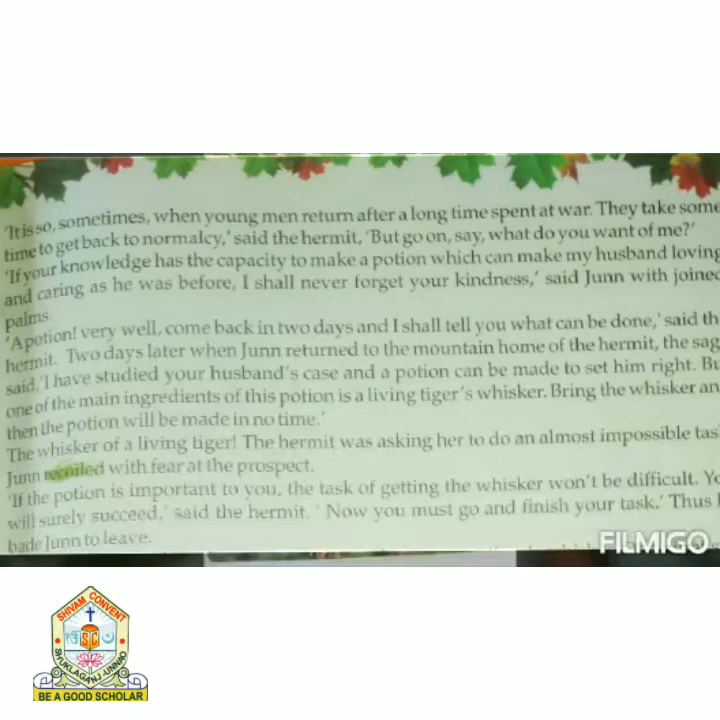 'It is so, sometimes, when young men return after a long time spent at war. They take some
time to get back to normalcy,' said the hermit, 'But go on, say, what do you want of me?'
'If your knowledge has the capacity to make a potion which can make my husband loving
and caring as he was before, I shall never forget your kindness,' said Junn with joined
palms.
'A potion! very well, come back in two days and I shall tell you what can be done,' said th
hermit. Two days later when Junn returned to the mountain home of the hermit, the sag
said, 'I have studied your husband's case and a potion can be made to set him right. Bu
one of the main ingredients of this potion is a living tiger's whisker. Bring the whisker an
then the potion will be made in no time.'
The whisker of a living tiger! The hermit was asking her to do an almost impossible tas
Junn recoiled with fear at the prospect.
'If the potion is important to you, the task of getting the whisker won't be difficult. Yo
will surely succeed,' said the hermit. ' Now you must go and finish your task.' Thus h
bade Junn to leave.
FILMIGO
SHIVAM CONVENT
SC
SHUKLAGANJ-UNNAO
BE A GOOD SCHOLAR